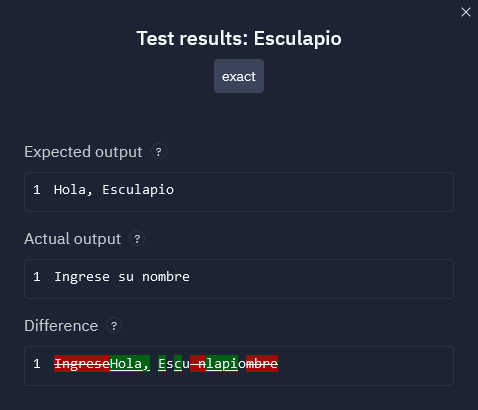 Test results: Esculapio
exact
Expected output ?
1 Hola, Esculapio
Actual output ?
1 Ingrese su nombre
Difference ?
1 IngreseHola, Escu nlapiombre